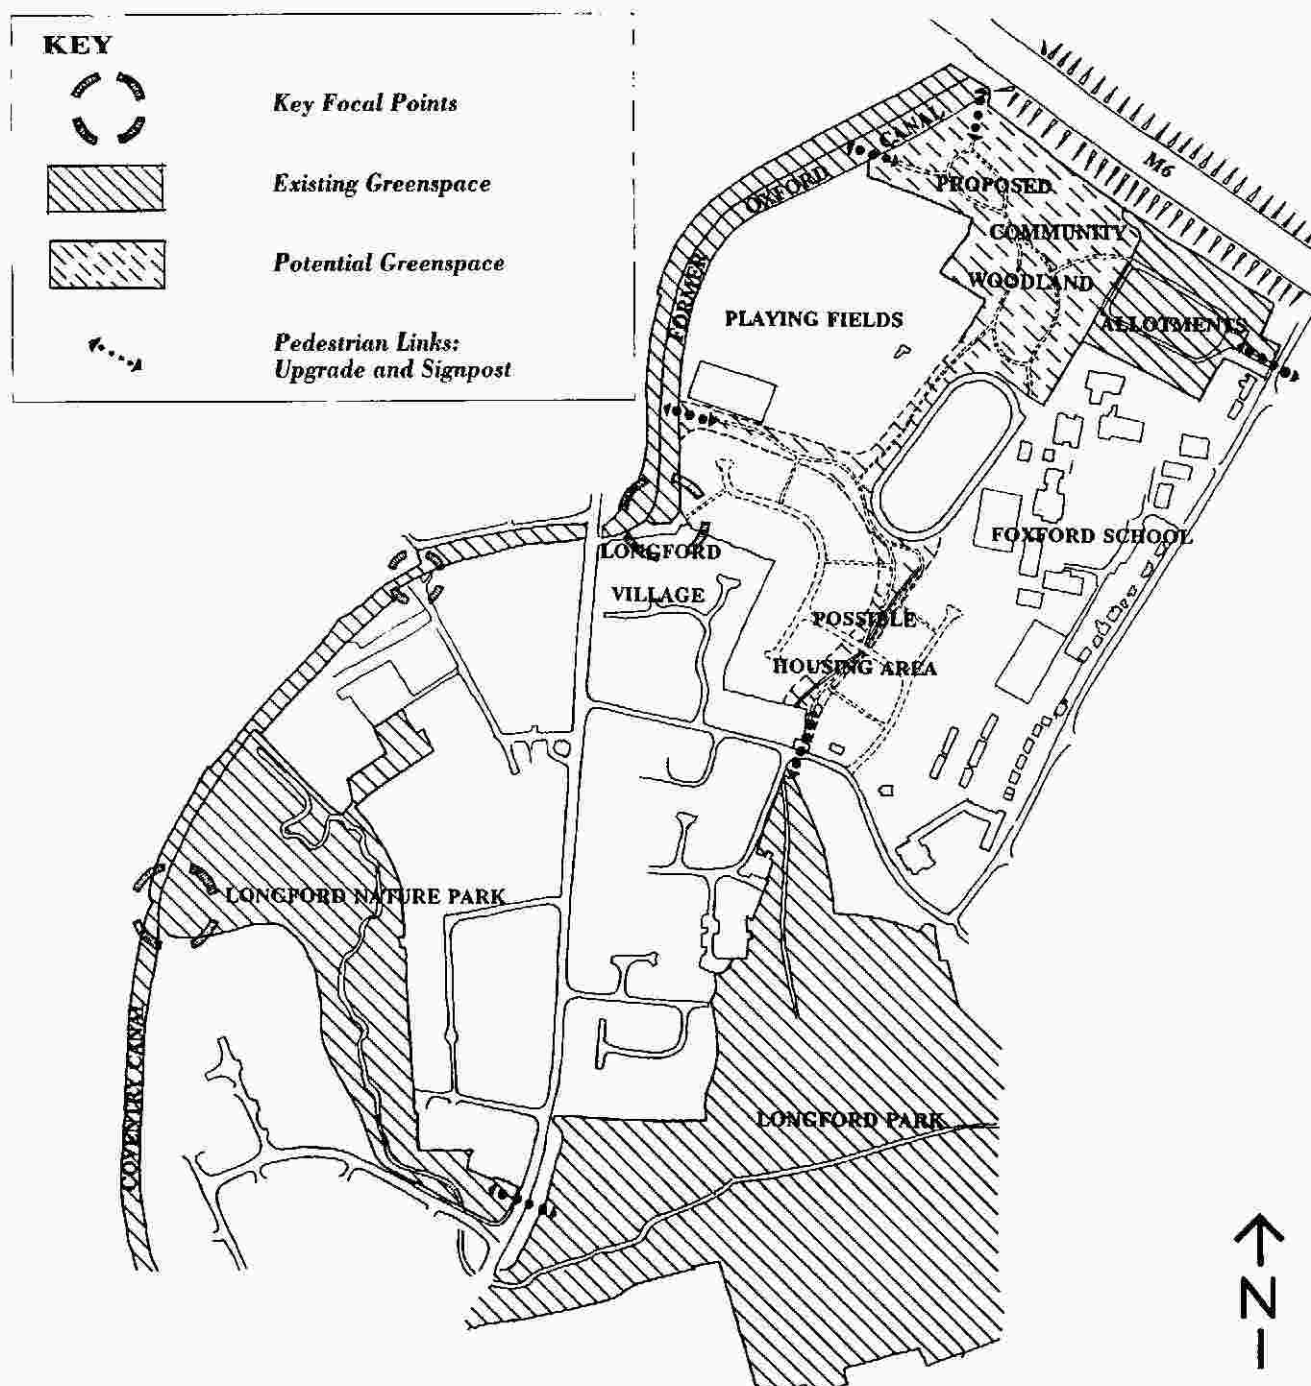 KEY
Key Focal Points
Existing Greenspace
Potential Greenspace
Pedestrian Links:
Upgrade and Signpost
M6
FORMER OXFORD CANAL
PROPOSED
COMMUNITY
WOODLAND
PLAYING FIELDS
ALLOTMENTS
FOXFORD SCHOOL
LONGFORD
VILLAGE
POSSIBLE
HOUSING AREA
LONGFORD NATURE PARK
COVENTRY CANAL
LONGFORD PARK
N